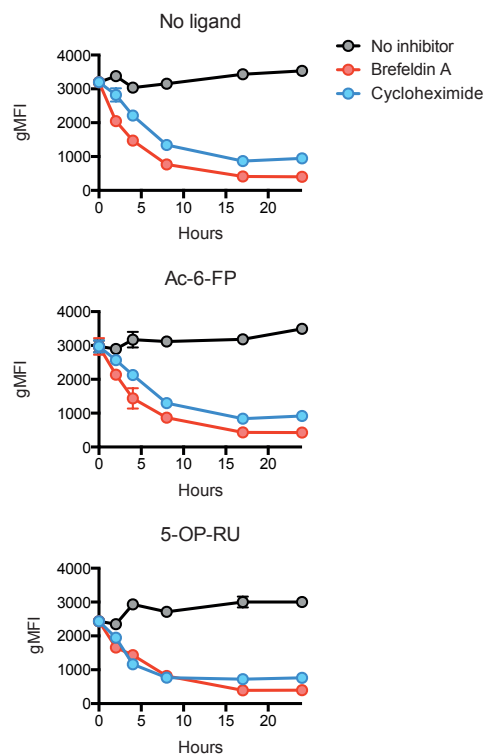 No ligand
No inhibitor
Brefeldin A
Cycloheximide
4000
3000
2000
1000
0
gMFI
0 5 10 15 20
Hours
Ac-6-FP
4000
3000
2000
1000
0
gMFI
0 5 10 15 20
Hours
5-OP-RU
4000
3000
2000
1000
0
gMFI
0 5 10 15 20
Hours